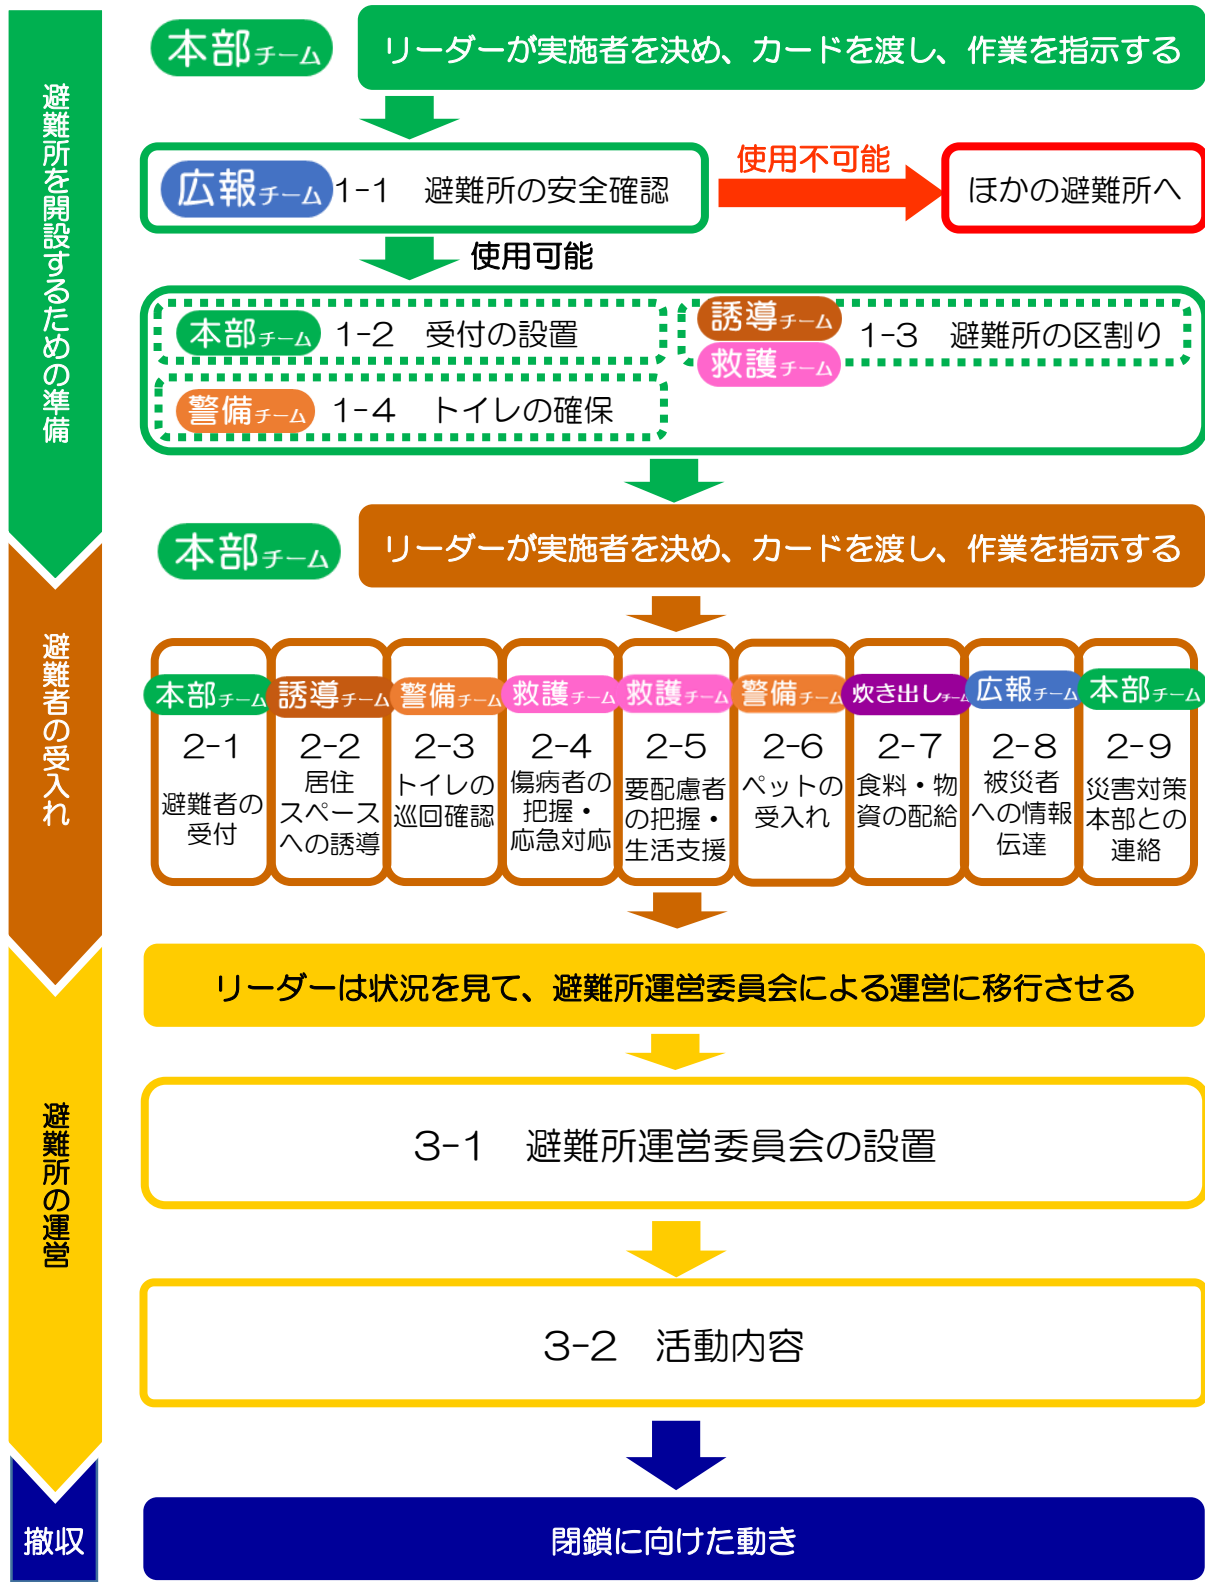 避難所を開設するための準備
本部チーム
リーダーが実施者を決め、カードを渡し、作業を指示する
広報チーム 1-1 避難所の安全確認
使用不可能
ほかの避難所へ
使用可能
本部チーム 1-2 受付の設置
誘導チーム
救護チーム
1-3 避難所の区割り
警備チーム 1-4 トイレの確保
避難者の受入れ
本部チーム
リーダーが実施者を決め、カードを渡し、作業を指示する
本部チーム
2-1
避難者の
受付
誘導チーム
2-2
居住
スペース
への誘導
警備チーム
2-3
トイレの
巡回確認
救護チーム
2-4
傷病者の
把握・
応急対応
救護チーム
2-5
要配慮者
の把握・
生活支援
警備チーム
2-6
ペットの
受入れ
炊き出しチーム
2-7
食料・物
資の配給
広報チーム
2-8
被災者
への情報
伝達
本部チーム
2-9
災害対策
本部との
連絡
避難所の運営
リーダーは状況を見て、避難所運営委員会による運営に移行させる
3-1 避難所運営委員会の設置
3-2 活動内容
撤収
閉鎖に向けた動き